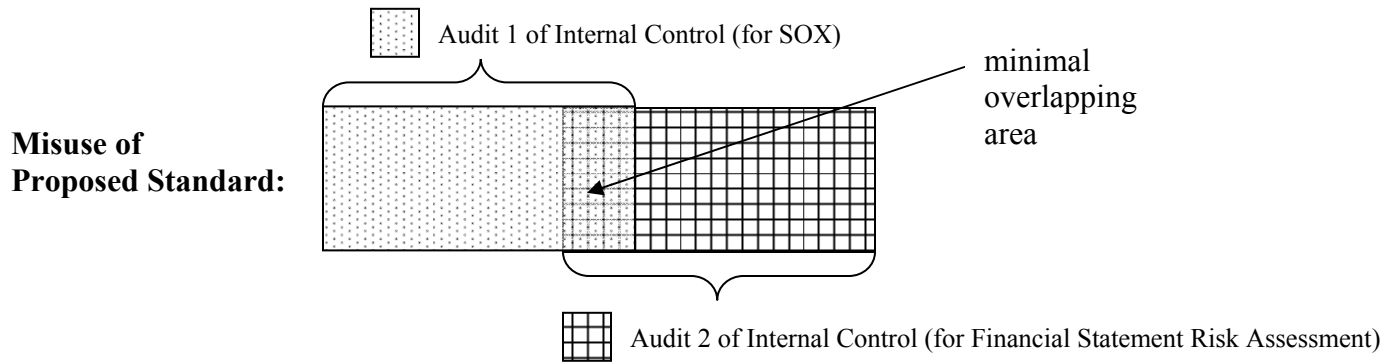 Audit 1 of Internal Control (for SOX)
minimal
overlapping
area
Misuse of
Proposed Standard:
Audit 2 of Internal Control (for Financial Statement Risk Assessment)